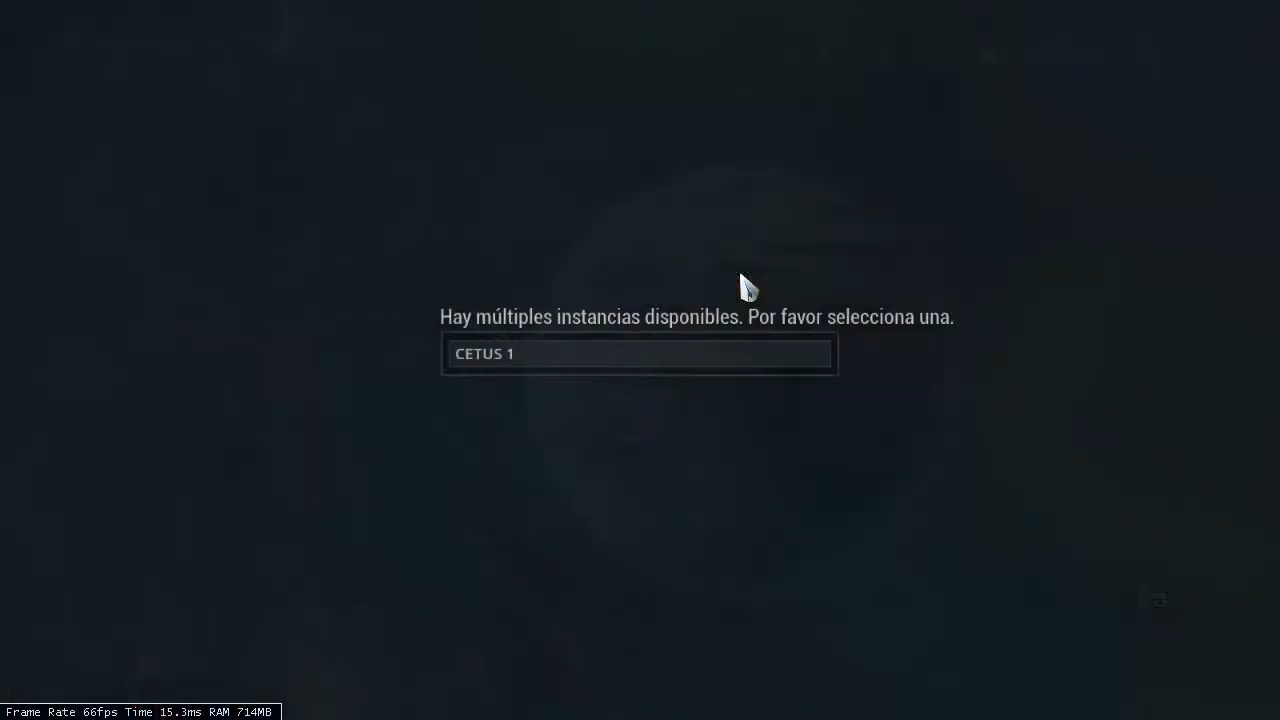 Hay múltiples instancias disponibles. Por favor selecciona una.
CETUS 1
Frame Rate 66fps Time 15.3ms RAM 714MB